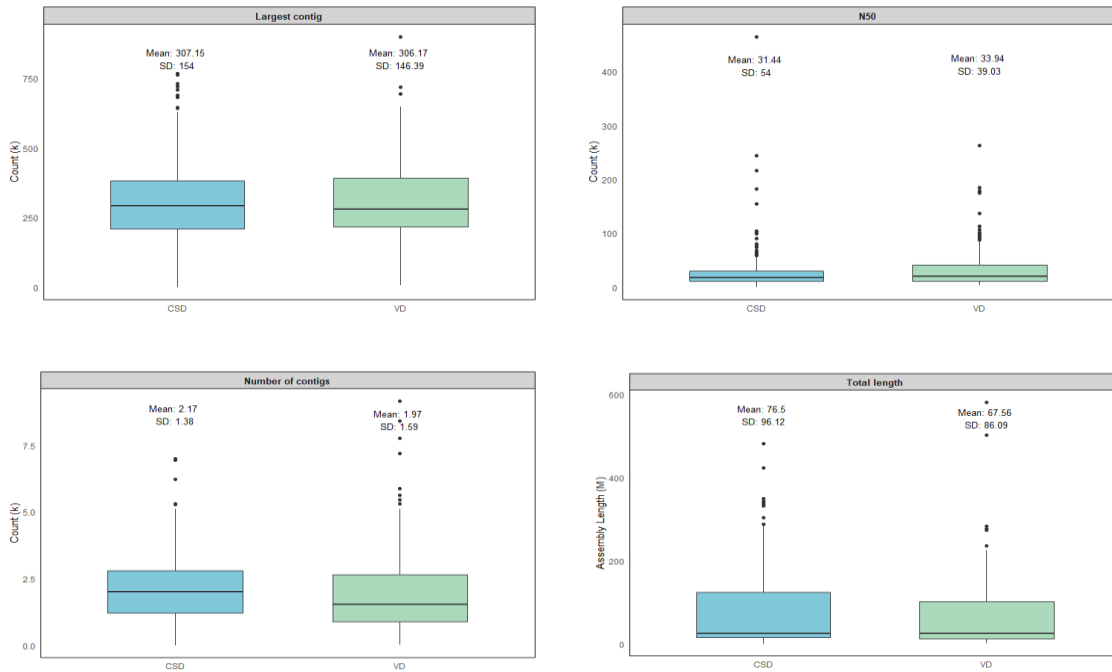 Largest contig
Mean: 307.15
SD: 154
Mean: 306.17
SD: 146.39
Count (k)
750
500
250
0
CSD
VD
N50
Mean: 31.44
SD: 54
Mean: 33.94
SD: 39.03
Count (k)
400
300
200
100
0
CSD
VD
Number of contigs
Mean: 2.17
SD: 1.38
Mean: 1.97
SD: 1.59
Count (k)
7.5
5.0
2.5
0.0
CSD
VD
Total length
Mean: 76.5
SD: 96.12
Mean: 67.56
SD: 86.09
Assembly Length (M)
600
400
200
0
CSD
VD